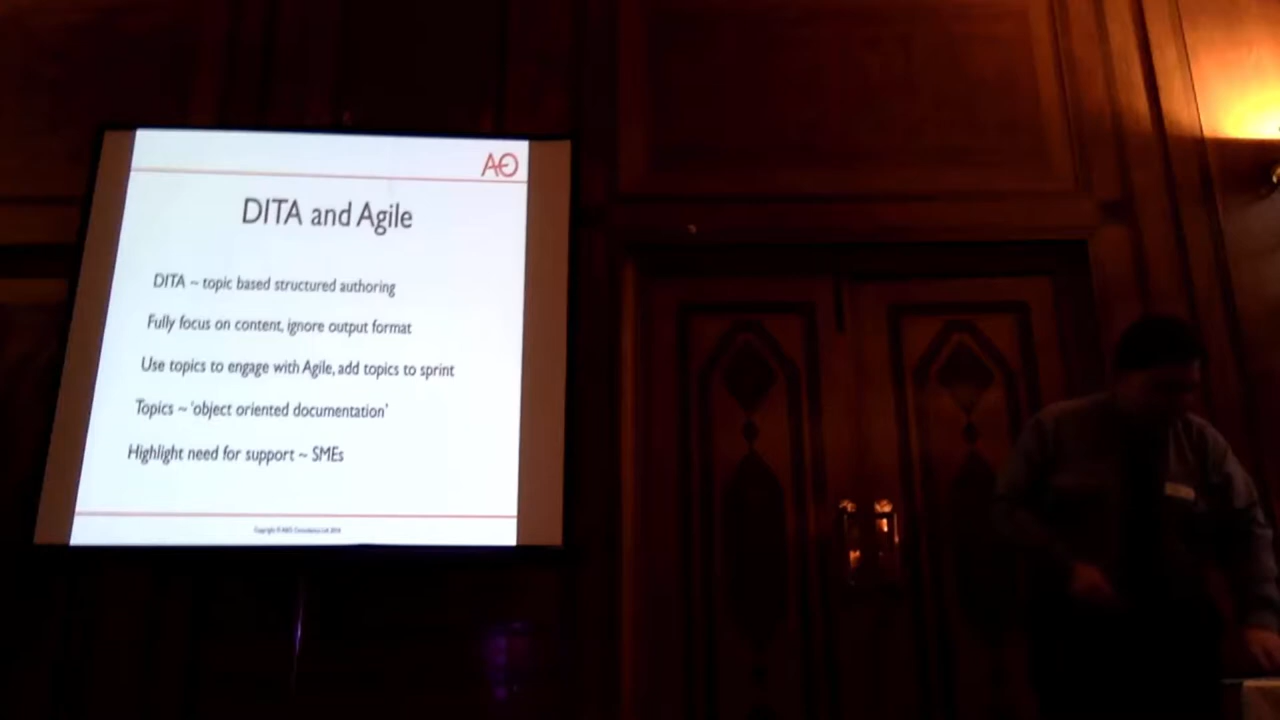 AO
DITA and Agile
DITA ~ topic based structured authoring
Fully focus on content, ignore output format
Use topics to engage with Agile, add topics to sprint
Topics ~ 'object oriented documentation'
Highlight need for support ~ SMEs
Copyright ©